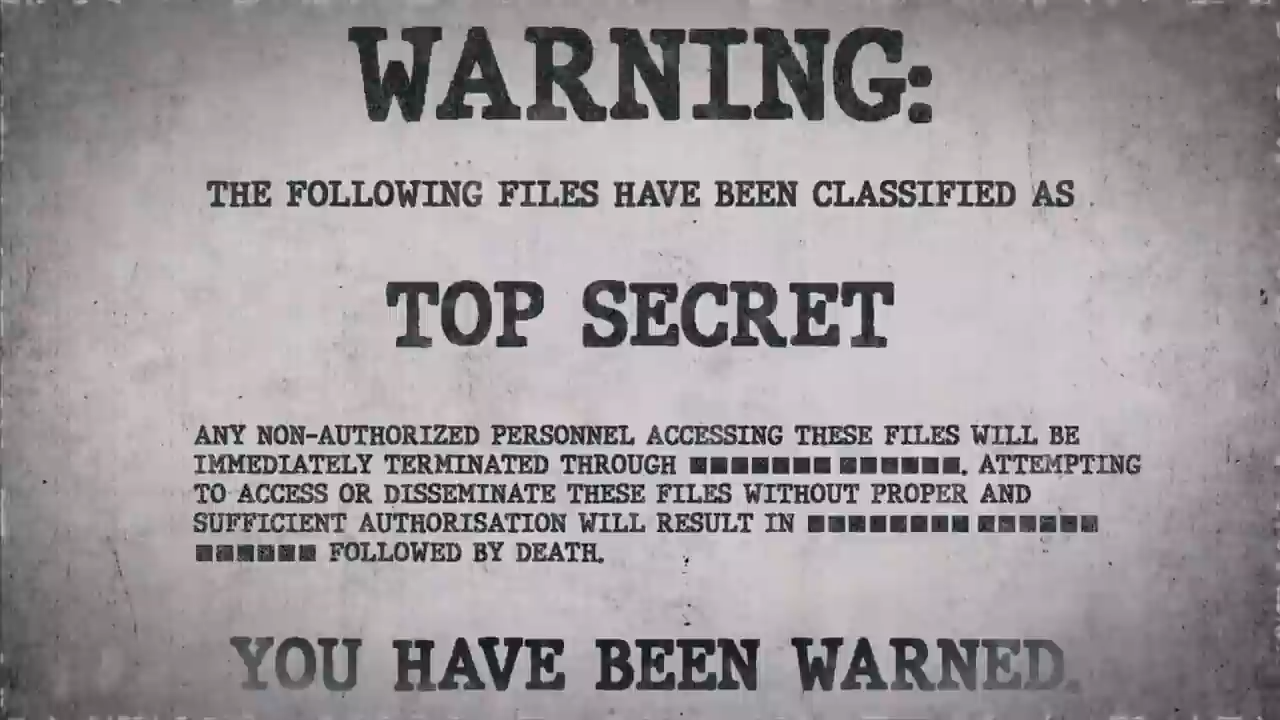 WARNING:
THE FOLLOWING FILES HAVE BEEN CLASSIFIED AS
TOP SECRET
ANY NON-AUTHORIZED PERSONNEL ACCESSING THESE FILES WILL BE
IMMEDIATELY TERMINATED THROUGH ■■■■■■■ ■■■■■■. ATTEMPTING
TO ACCESS OR DISSEMINATE THESE FILES WITHOUT PROPER AND
SUFFICIENT AUTHORISATION WILL RESULT IN ■■■■■■■■ ■■■■■■
■■■■■■ FOLLOWED BY DEATH.
YOU HAVE BEEN WARNED.